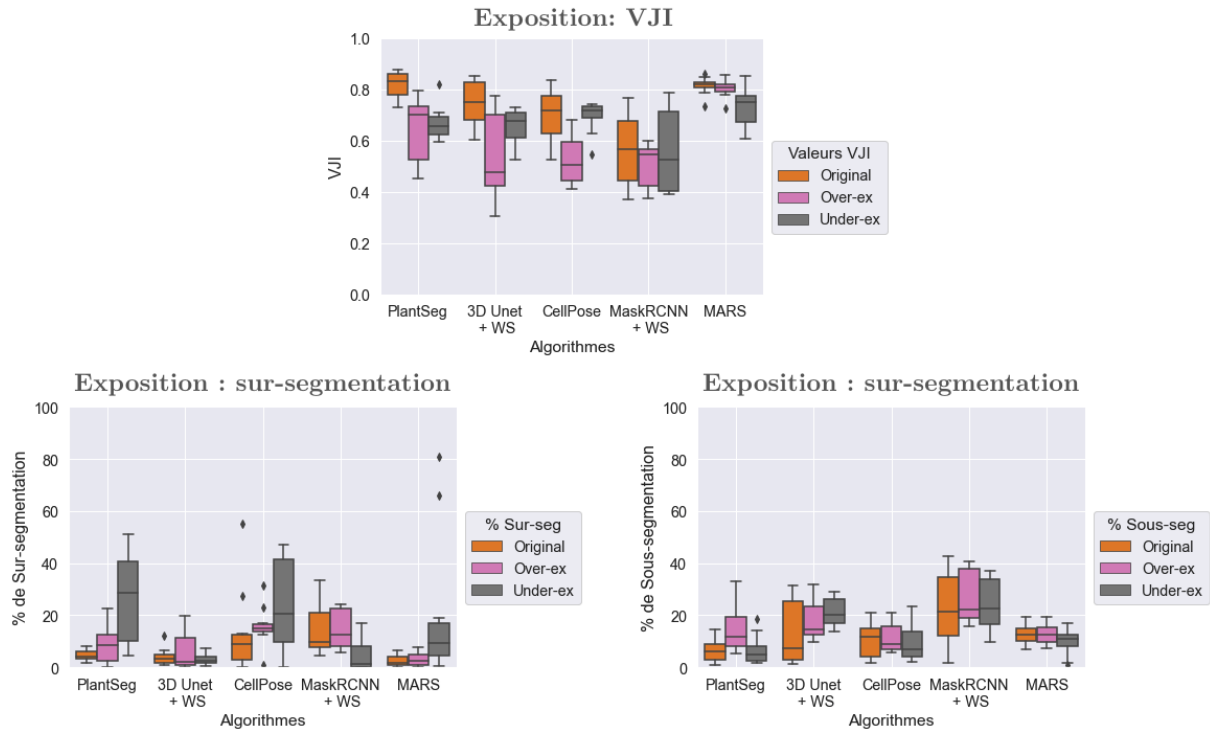 Exposition: VJI
1.0
0.8
0.6
0.4
0.2
0.0
VJI
PlantSeg
3D Unet
+ WS
CellPose
MaskRCNN
+ WS
MARS
Algorithmes
Valeurs VJI
Original
Over-ex
Under-ex
Exposition : sur-segmentation
100
80
60
40
20
0
% de Sur-segmentation
PlantSeg
3D Unet
+ WS
CellPose
MaskRCNN
+ WS
MARS
Algorithmes
% Sur-seg
Original
Over-ex
Under-ex
Exposition : sur-segmentation
100
80
60
40
20
0
% de Sous-segmentation
PlantSeg
3D Unet
+ WS
CellPose
MaskRCNN
+ WS
MARS
Algorithmes
% Sous-seg
Original
Over-ex
Under-ex